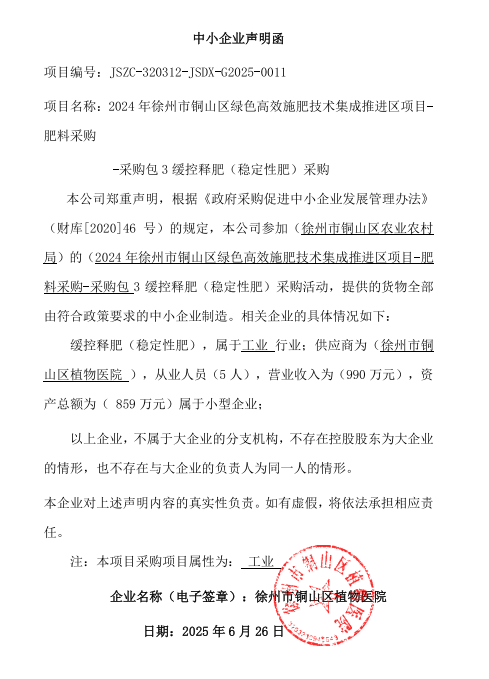 中小企业声明函
项目编号：JSZC-320312-JSDX-G2025-0011
项目名称：2024 年徐州市铜山区绿色高效施肥技术集成推进区项目-
肥料采购
-采购包 3 缓控释肥（稳定性肥）采购
本公司郑重声明，根据《政府采购促进中小企业发展管理办法》
（财库[2020]46 号）的规定，本公司参加（徐州市铜山区农业农村
局）的（2024 年徐州市铜山区绿色高效施肥技术集成推进区项目-肥
料采购-采购包 3 缓控释肥（稳定性肥）采购活动，提供的货物全部
由符合政策要求的中小企业制造。相关企业的具体情况如下：
缓控释肥（稳定性肥），属于工业 行业；供应商为（徐州市铜
山区植物医院 ），从业人员（5 人），营业收入为（990 万元），资
产总额为（ 859 万元）属于小型企业；
以上企业，不属于大企业的分支机构，不存在控股股东为大企业
的情形，也不存在与大企业的负责人为同一人的情形。
本企业对上述声明内容的真实性负责。如有虚假，将依法承担相应责
任。
注：本项目采购项目属性为： 工业
企业名称（电子签章）：徐州市铜山区植物医院
日期：2025 年 6 月 26 日
徐州市铜山区植物医院